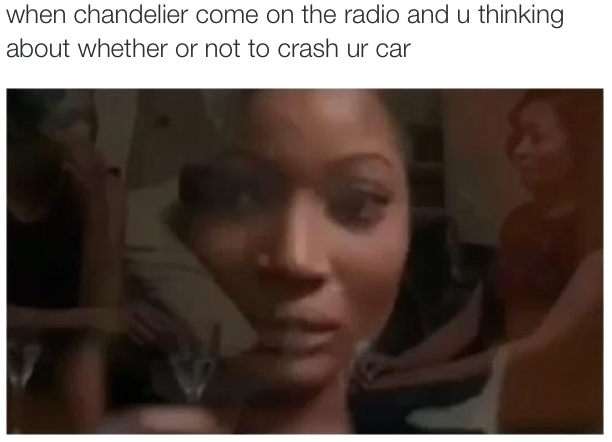 when chandelier come on the radio and u thinking
about whether or not to crash ur car